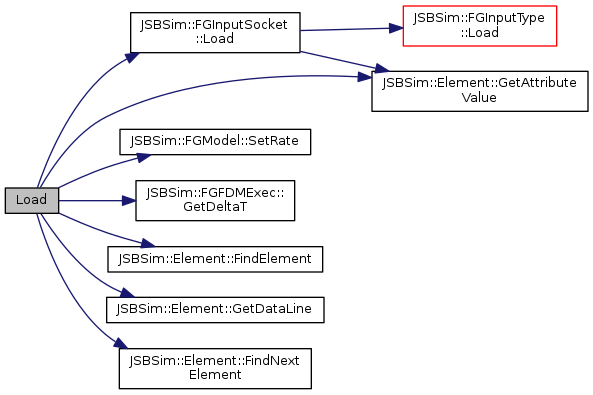 Load
JSBSim::FGInputSocket
::Load
JSBSim::FGInputType
::Load
JSBSim::Element::GetAttribute
Value
JSBSim::FGModel::SetRate
JSBSim::FGFDMExec::
GetDeltaT
JSBSim::Element::FindElement
JSBSim::Element::GetDataLine
JSBSim::Element::FindNext
Element